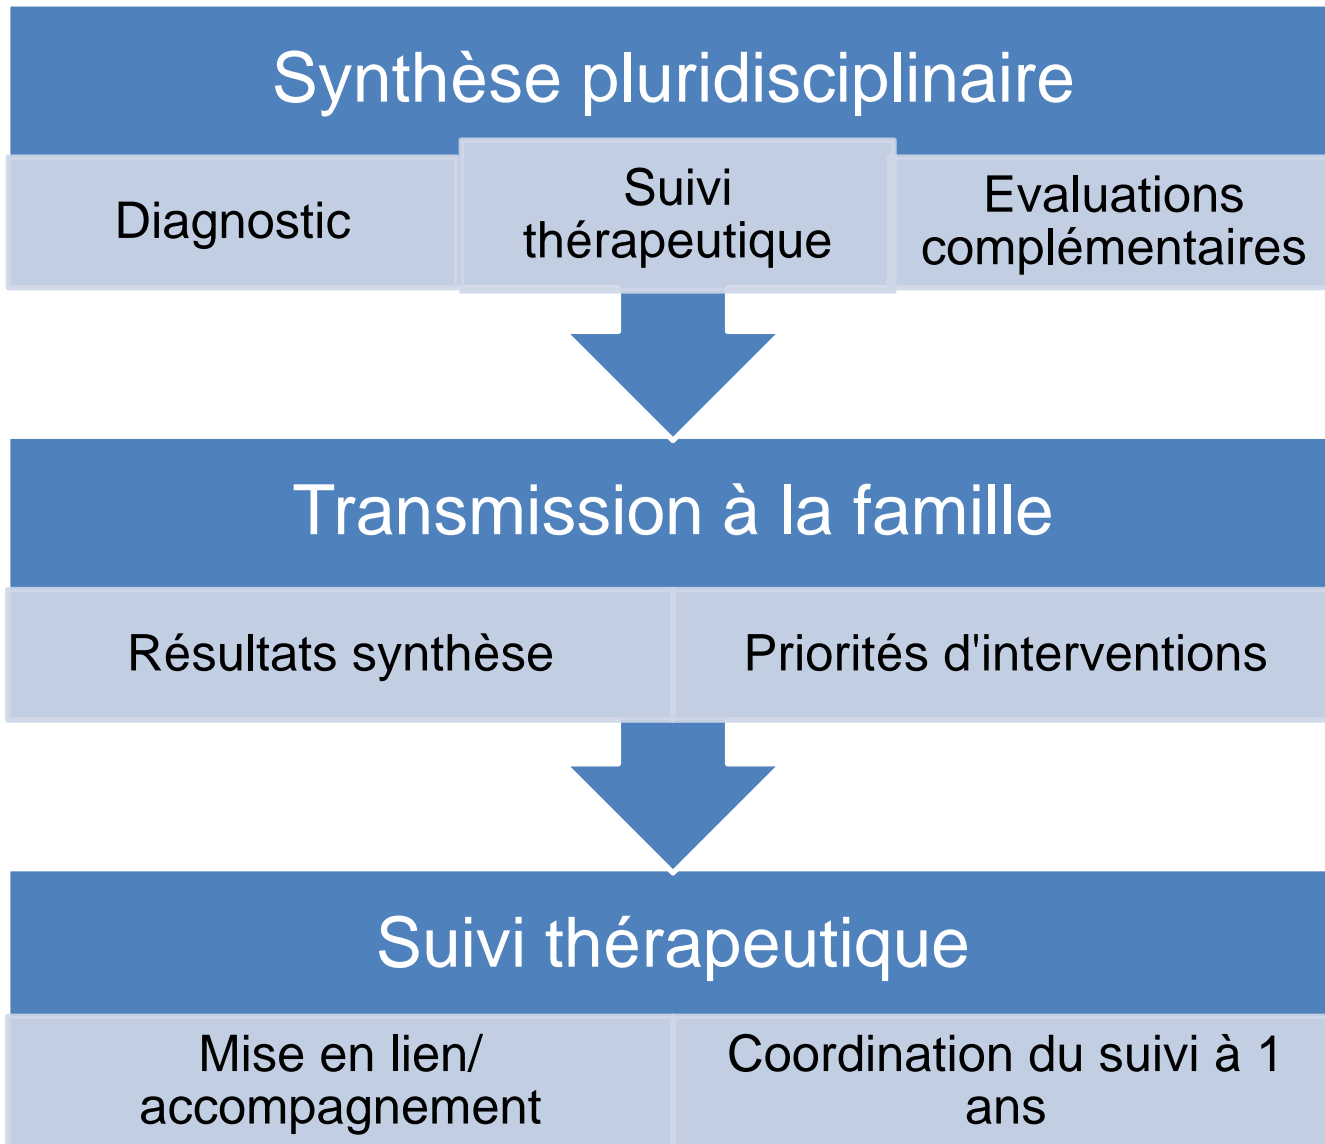 Synthèse pluridisciplinaire
Diagnostic
Suivi
thérapeutique
Evaluations
complémentaires
Transmission à la famille
Résultats synthèse
Priorités d'interventions
Suivi thérapeutique
Mise en lien/
accompagnement
Coordination du suivi à 1
ans